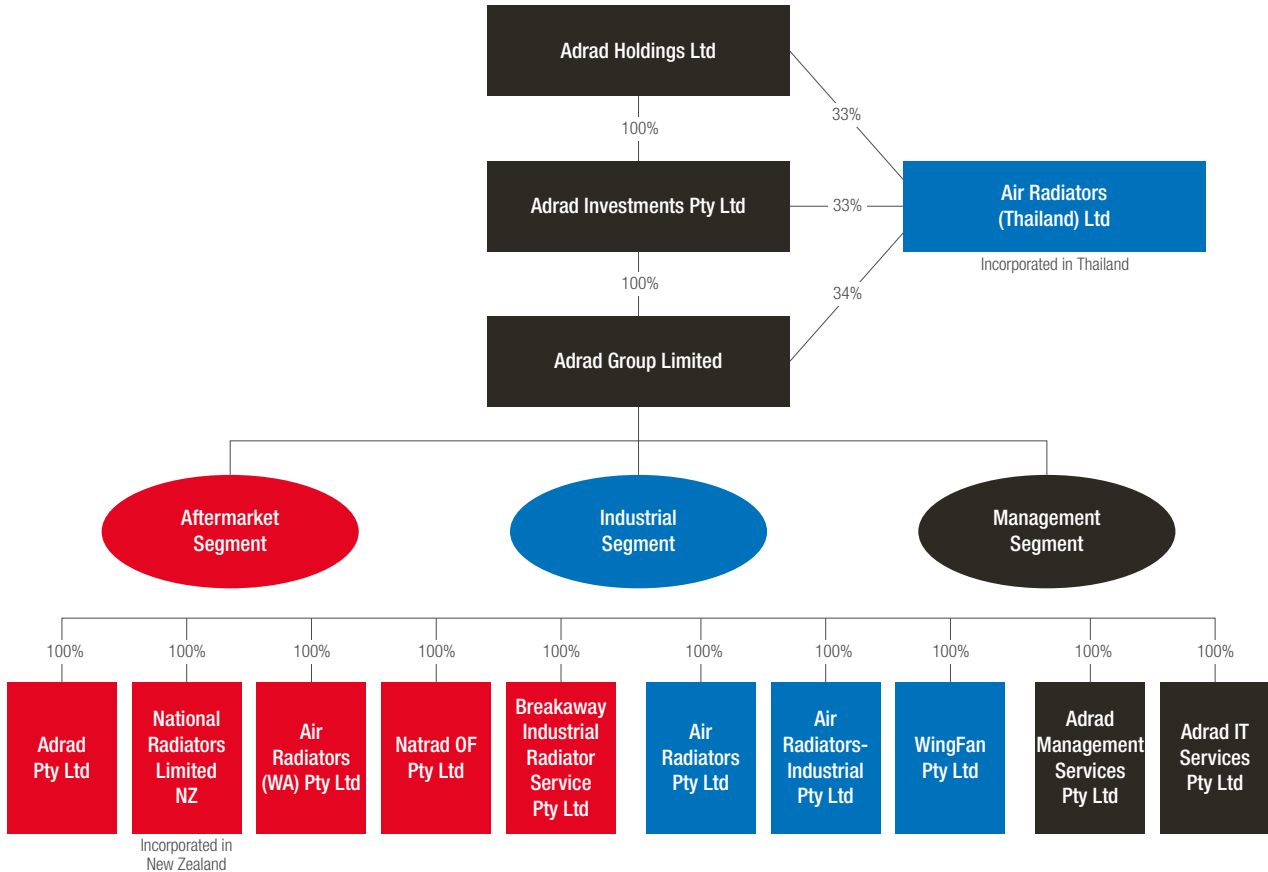 Adrad Holdings Ltd
100%
33%
Adrad Investments Pty Ltd
33%
Air Radiators
(Thailand) Ltd
Incorporated in Thailand
100%
34%
Adrad Group Limited
Aftermarket
Segment
Industrial
Segment
Management
Segment
100%
100%
100%
100%
100%
100%
100%
100%
100%
100%
Adrad
Pty Ltd
National
Radiators
Limited
NZ
Incorporated in
New Zealand
Air
Radiators
(WA) Pty Ltd
Natrad OF
Pty Ltd
Breakaway
Industrial
Radiator
Service
Pty Ltd
Air
Radiators
Pty Ltd
Air
Radiators-
Industrial
Pty Ltd
WingFan
Pty Ltd
Adrad
Management
Services
Pty Ltd
Adrad IT
Services
Pty Ltd